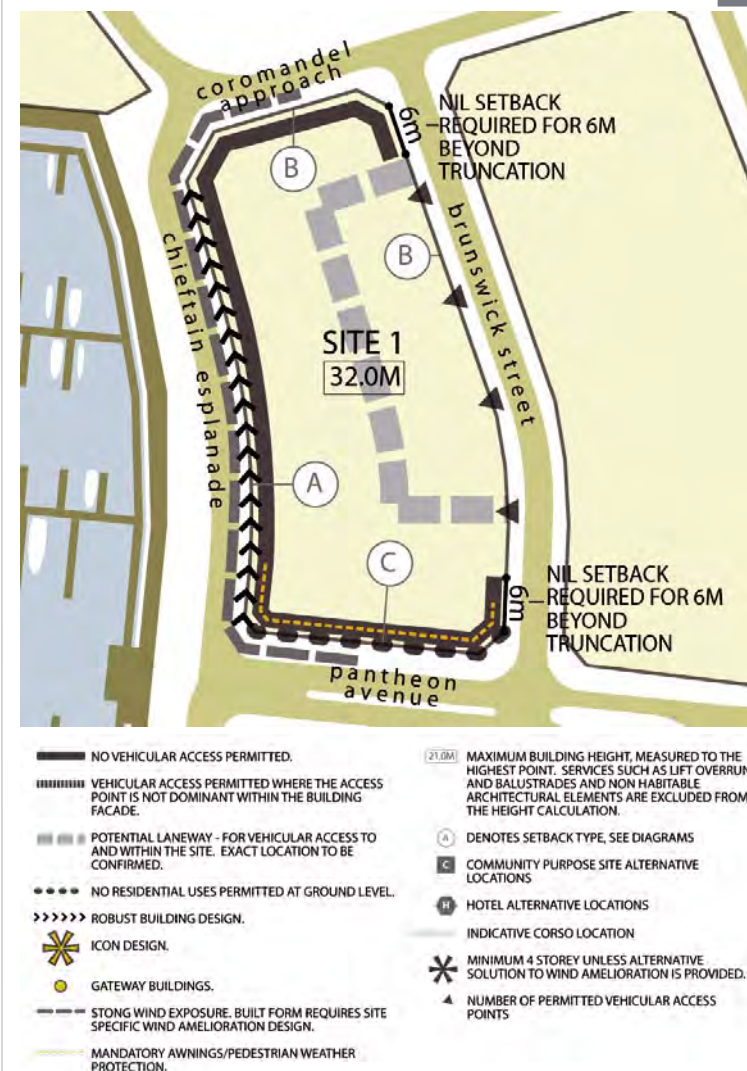 coromandel
approach
6m
NIL SETBACK
REQUIRED FOR 6M
BEYOND
TRUNCATION
B
brunswick street
B
chieftain esplanade
SITE 1
32.0M
A
C
NIL SETBACK
REQUIRED FOR 6M
BEYOND
TRUNCATION
6m
pantheon
avenue
NO VEHICULAR ACCESS PERMITTED.
VEHICULAR ACCESS PERMITTED WHERE THE ACCESS
POINT IS NOT DOMINANT WITHIN THE BUILDING
FACADE.
POTENTIAL LANEWAY - FOR VEHICULAR ACCESS TO
AND WITHIN THE SITE. EXACT LOCATION TO BE
CONFIRMED.
NO RESIDENTIAL USES PERMITTED AT GROUND LEVEL.
ROBUST BUILDING DESIGN.
ICON DESIGN.
GATEWAY BUILDINGS.
STONG WIND EXPOSURE. BUILT FORM REQUIRES SITE
SPECIFIC WIND AMELIORATION DESIGN.
MANDATORY AWNINGS/PEDESTRIAN WEATHER
PROTECTION.
21.0M
MAXIMUM BUILDING HEIGHT, MEASURED TO THE
HIGHEST POINT. SERVICES SUCH AS LIFT OVERRUN
AND BALUSTRADES AND NON HABITABLE
ARCHITECTURAL ELEMENTS ARE EXCLUDED FROM
THE HEIGHT CALCULATION.
A
DENOTES SETBACK TYPE, SEE DIAGRAMS
C
COMMUNITY PURPOSE SITE ALTERNATIVE
LOCATIONS
H
HOTEL ALTERNATIVE LOCATIONS
INDICATIVE CORSO LOCATION
MINIMUM 4 STOREY UNLESS ALTERNATIVE
SOLUTION TO WIND AMELIORATION IS PROVIDED.
NUMBER OF PERMITTED VEHICULAR ACCESS
POINTS